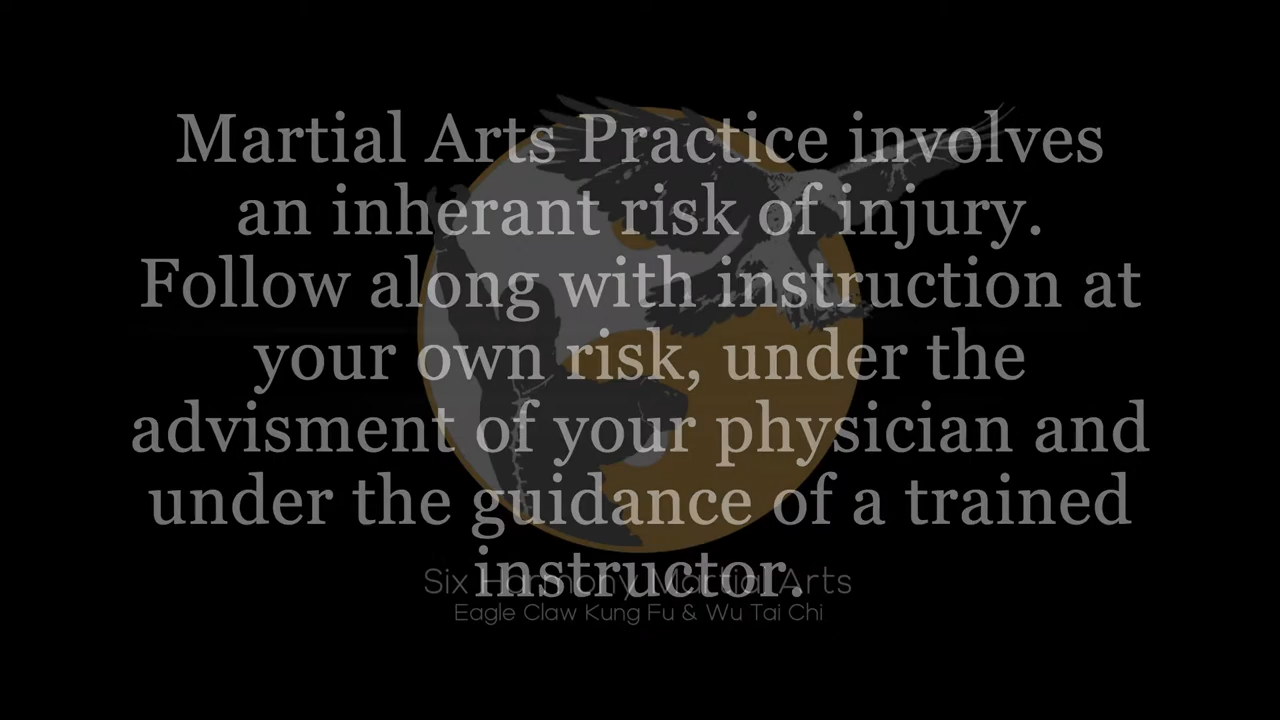 Martial Arts Practice involves
an inherant risk of injury.
Follow along with instruction at
your own risk, under the
advisment of your physician and
under the guidance of a trained
instructor.
Six Harmony Martial Arts
Eagle Claw Kung Fu & Wu Tai Chi